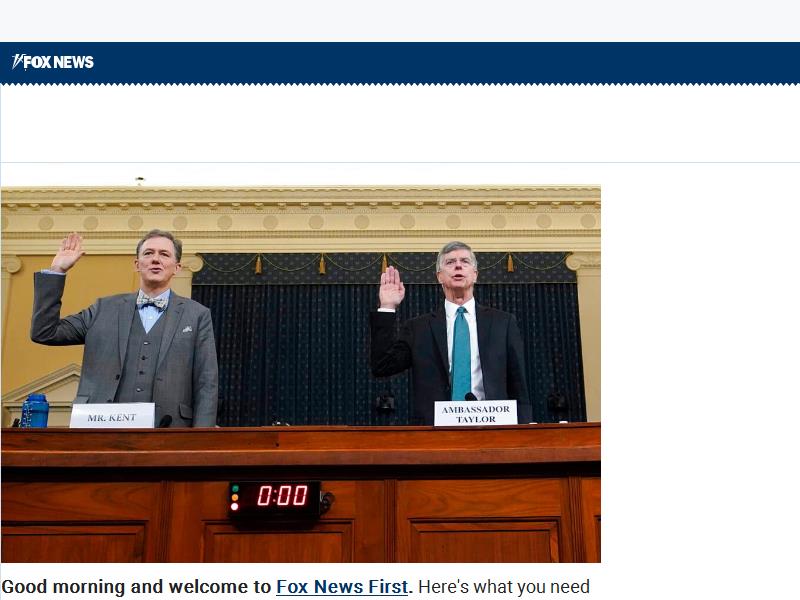 FOX NEWS
MR. KENT
AMBASSADOR
TAYLOR
0:00
Good morning and welcome to Fox News First. Here's what you need